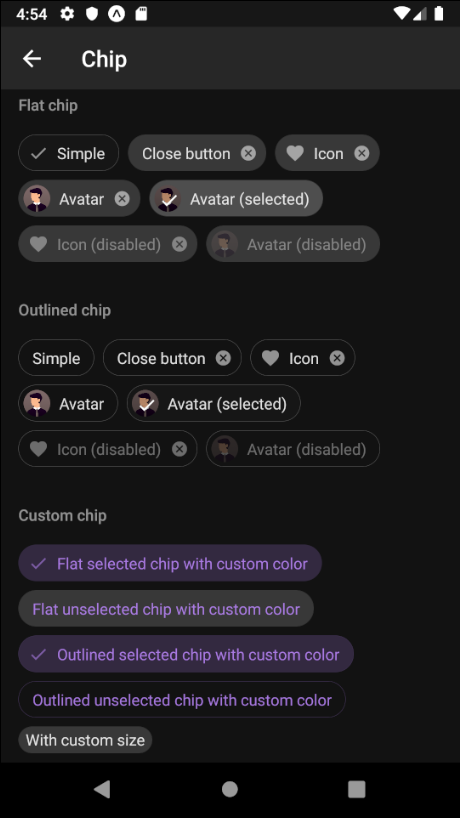 4:54
Chip
Flat chip
Simple Close button Icon
Avatar Avatar (selected)
Icon (disabled) Avatar (disabled)
Outlined chip
Simple Close button Icon
Avatar Avatar (selected)
Icon (disabled) Avatar (disabled)
Custom chip
Flat selected chip with custom color
Flat unselected chip with custom color
Outlined selected chip with custom color
Outlined unselected chip with custom color
With custom size